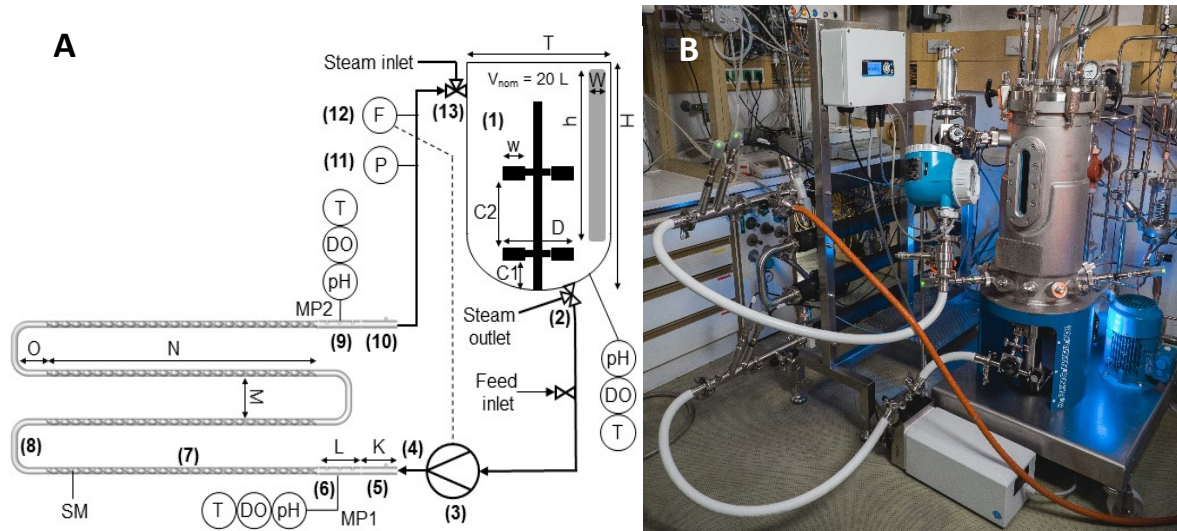 A
T
Steam inlet
V_nom = 20 L
W
(13)
(12)
F
(1)
h
H
w
(11)
P
T
C2
DO
D
pH
C1
MP2
Steam
outlet
(2)
(9)
(10)
O
N
pH
Feed
inlet
DO
M
T
(8)
(7)
L
K
(4)
(6)
(5)
T
DO
pH
MP1
(3)
SM
B